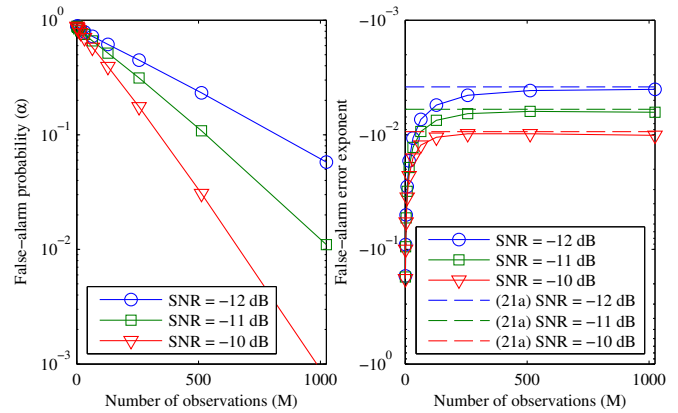 10^0
10^-1
10^-2
10^-3
0
500
1000
False−alarm probability (α)
Number of observations (M)
SNR = −12 dB
SNR = −11 dB
SNR = −10 dB
−10^-3
−10^-2
−10^-1
−10^0
0
500
1000
False−alarm error exponent
Number of observations (M)
SNR = −12 dB
SNR = −11 dB
SNR = −10 dB
(21a) SNR = −12 dB
(21a) SNR = −11 dB
(21a) SNR = −10 dB